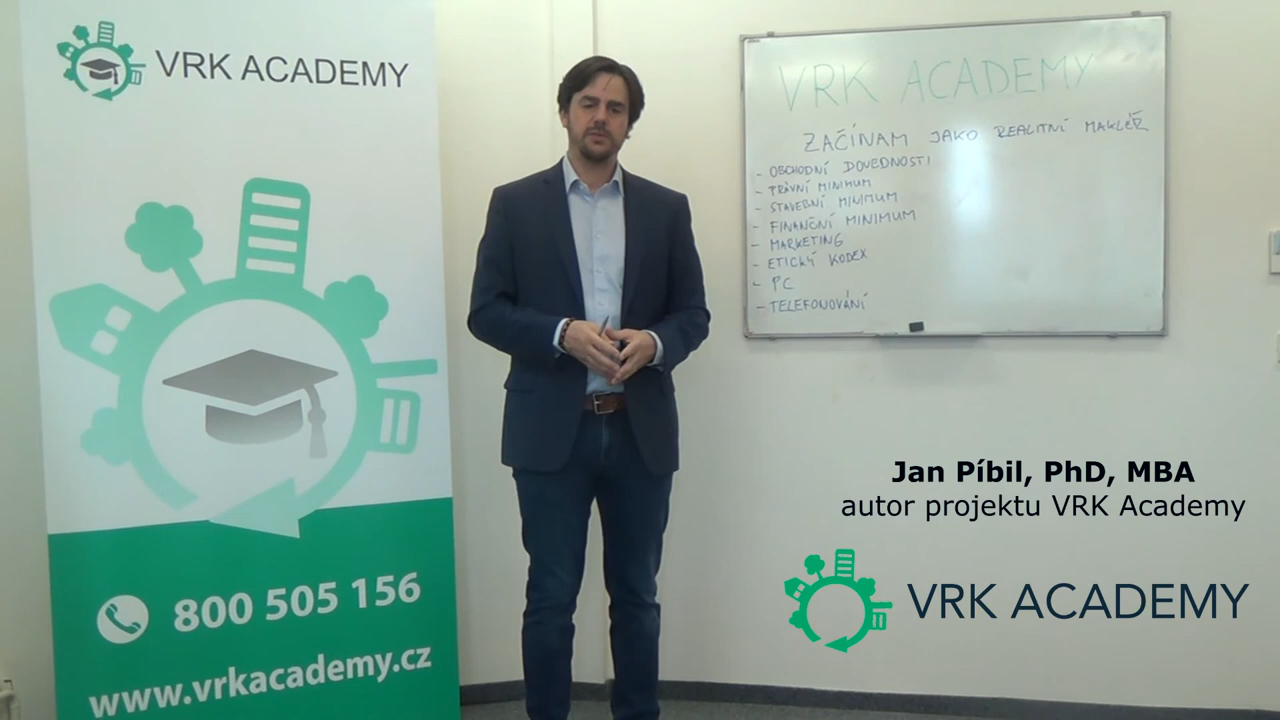 VRK ACADEMY
800 505 156
www.vrkacademy.cz
VRK ACADEMY
ZAČÍNAM JAKO REALITNÍ MAKLÉŘ
- OBCHODNÍ DOVEDNOSTI
- PRÁVNÍ MINIMUM
- STAVEBNÍ MINIMUM
- FINANČNÍ MINIMUM
- MARKETING
- ETICKÝ KODEX
- PC
- TELEFONOVÁNÍ
Jan Píbil, PhD, MBA
autor projektu VRK Academy
VRK ACADEMY